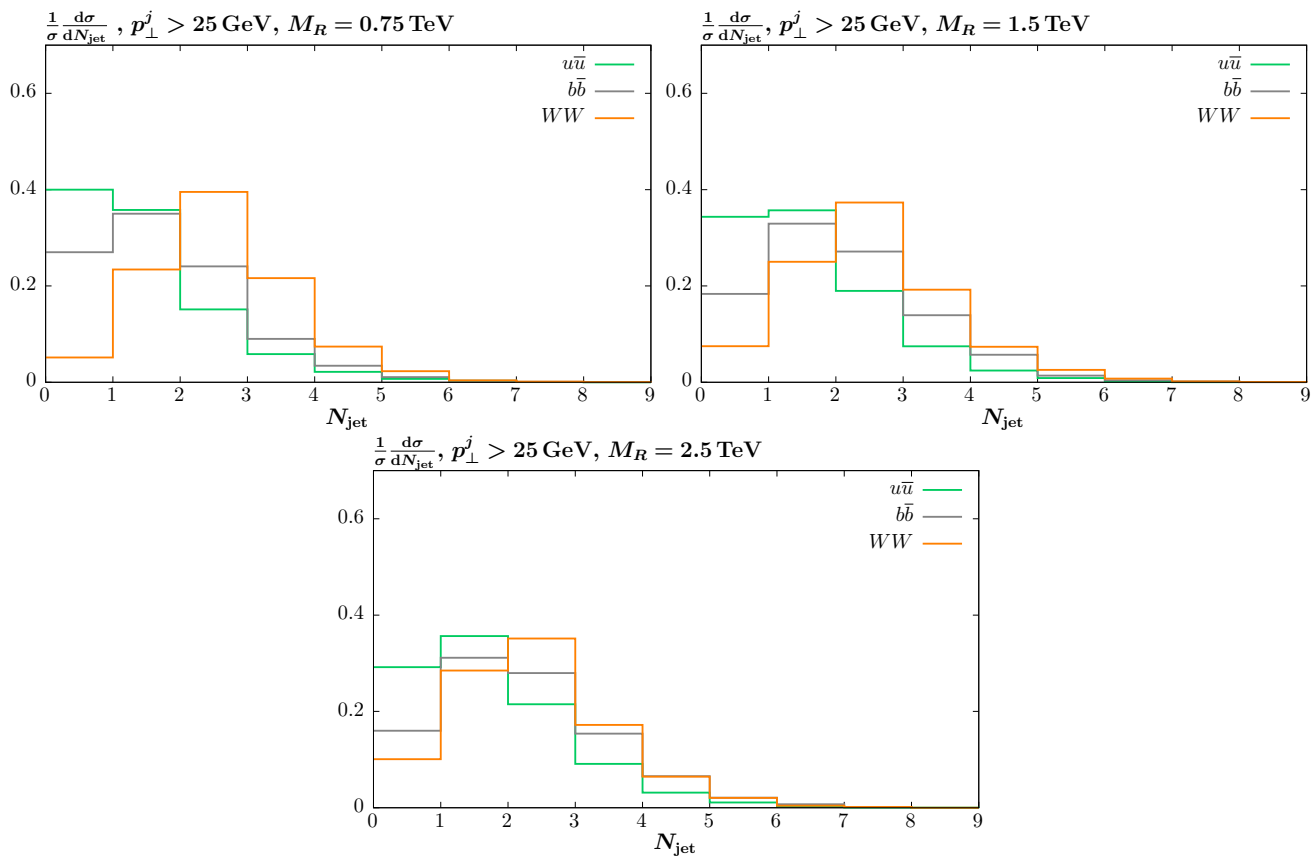 1/σ dσ/dN_jet , p_⊥^j > 25 GeV, M_R = 0.75 TeV
uū
bb̄
WW
0.6
0.4
0.2
0
0 1 2 3 4 5 6 7 8 9
N_jet
1/σ dσ/dN_jet, p_⊥^j > 25 GeV, M_R = 1.5 TeV
uū
bb̄
WW
0.6
0.4
0.2
0
0 1 2 3 4 5 6 7 8 9
N_jet
1/σ dσ/dN_jet, p_⊥^j > 25 GeV, M_R = 2.5 TeV
uū
bb̄
WW
0.6
0.4
0.2
0
0 1 2 3 4 5 6 7 8 9
N_jet